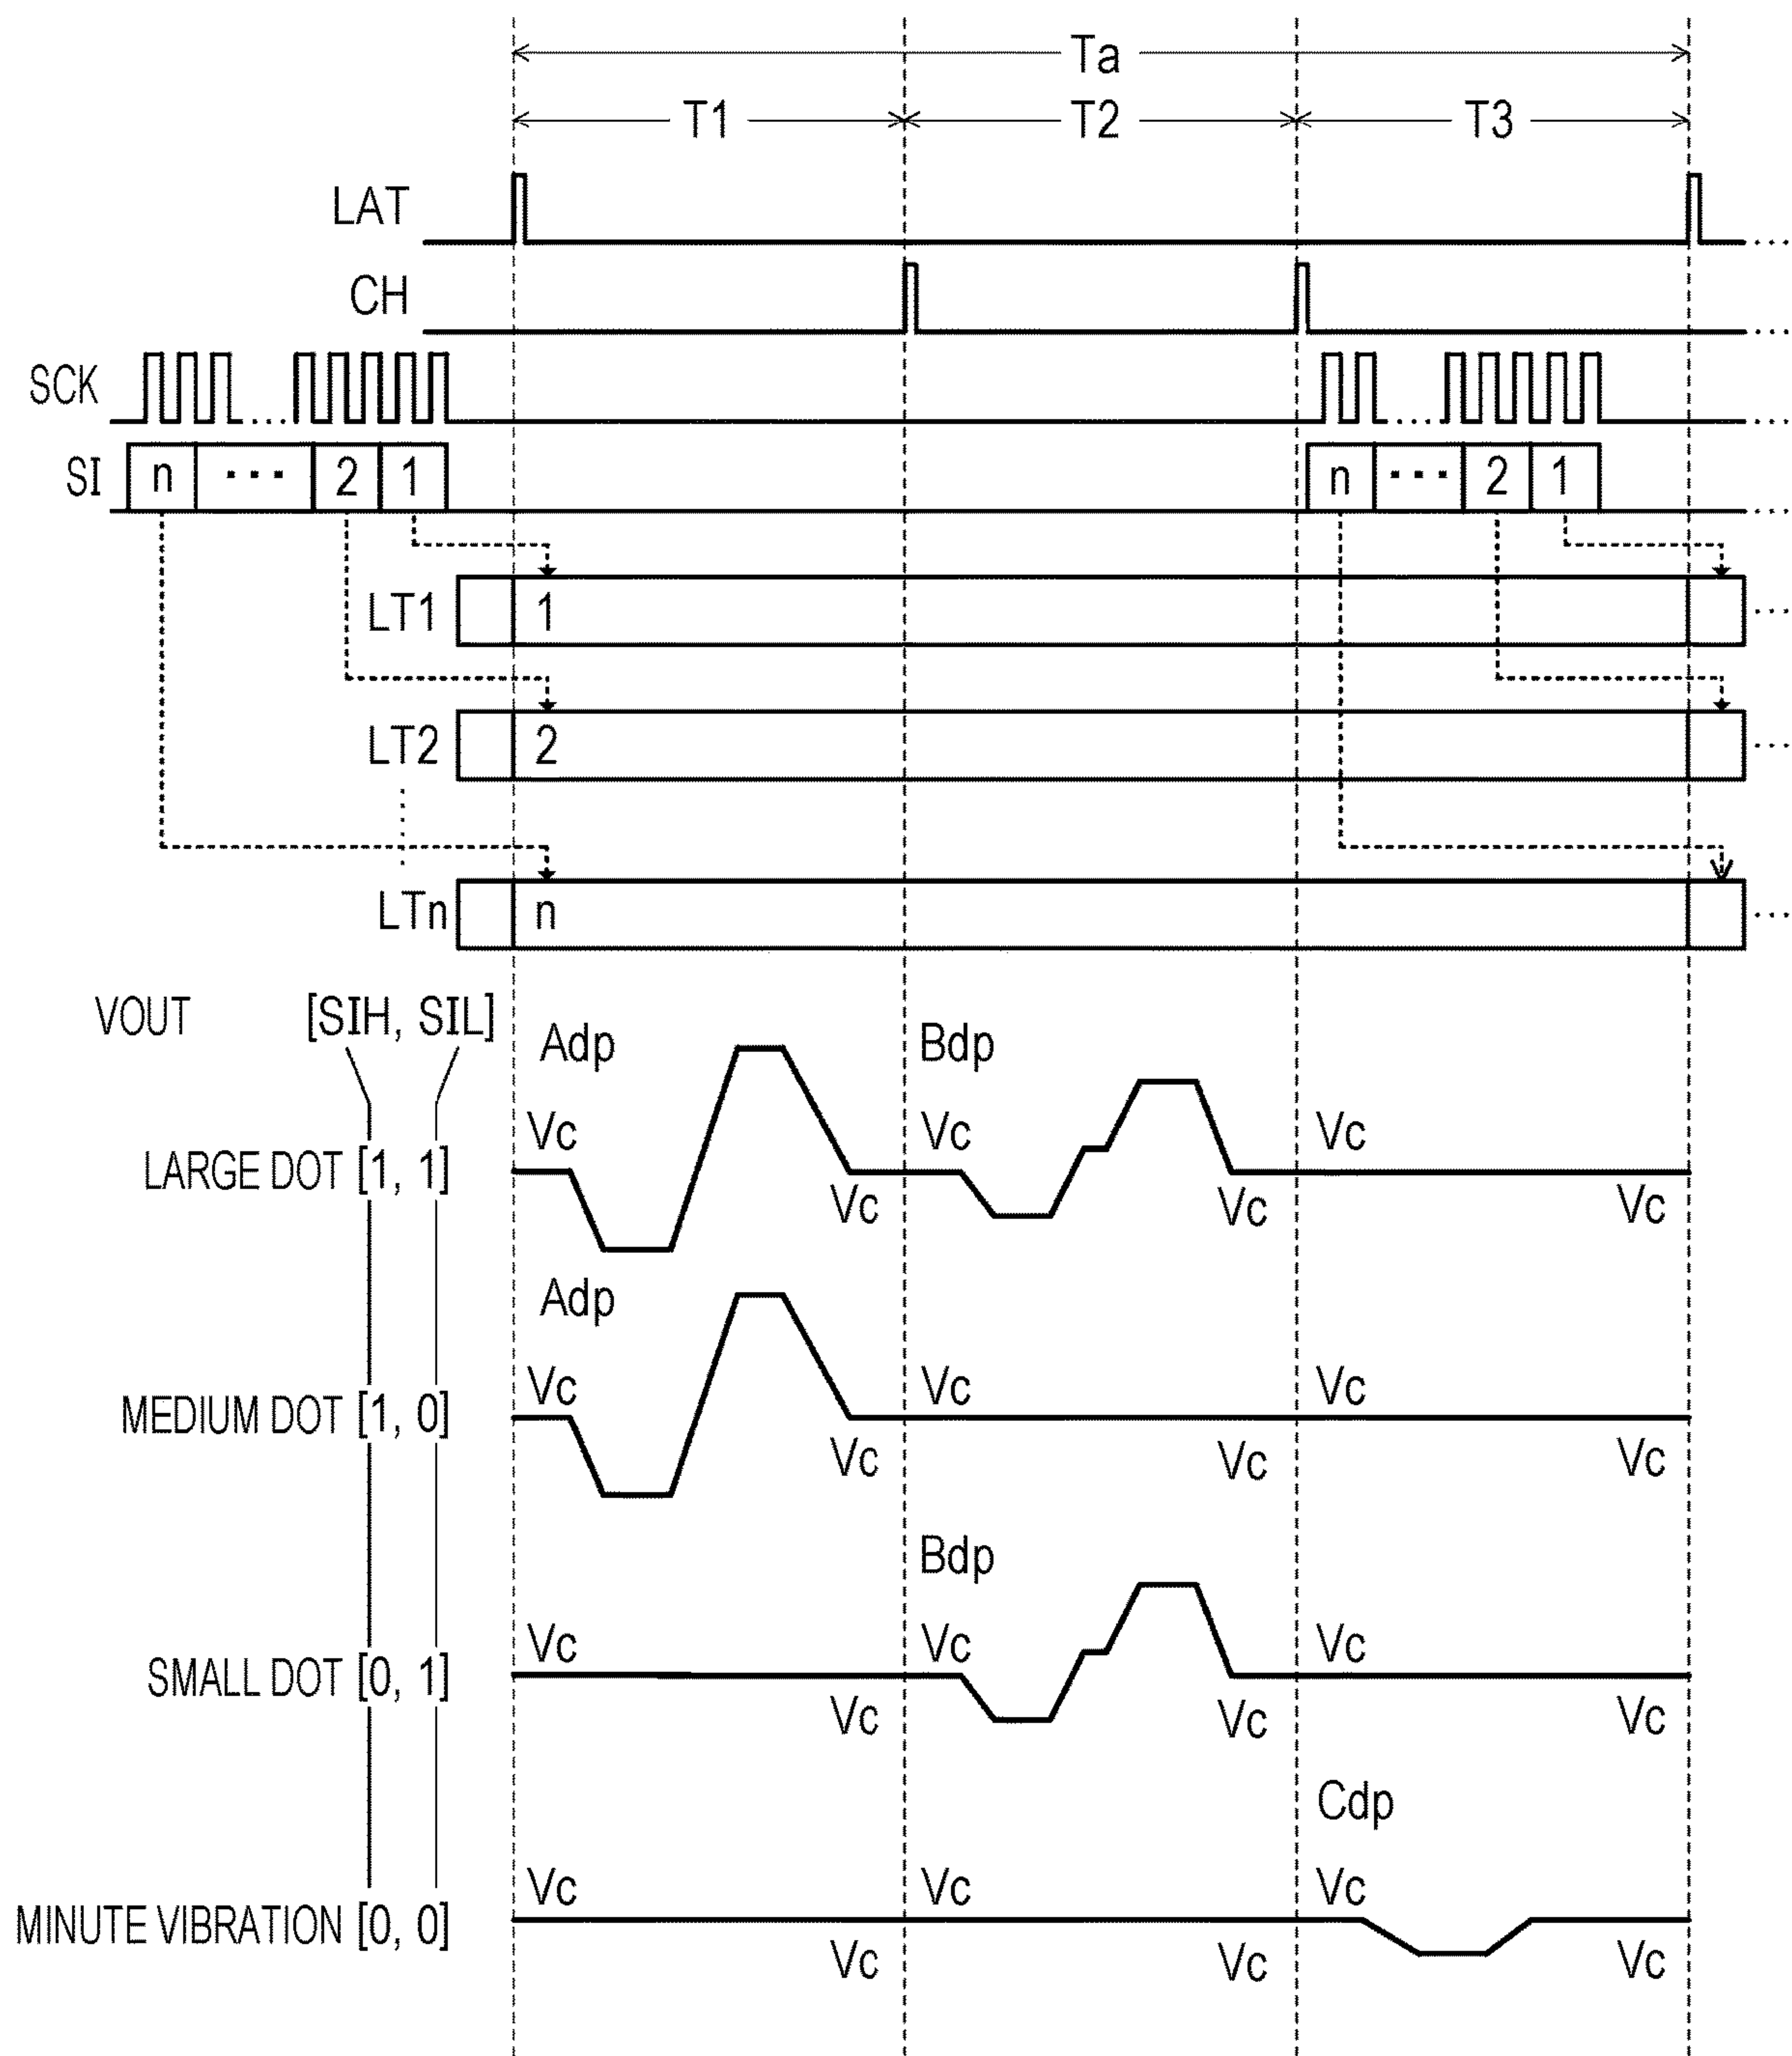 Ta
T1 T2 T3
LAT
CH
SCK
SI n ··· 2 1 n ··· 2 1
LT1 1
LT2 2
LTn n
VOUT [SIH, SIL] Adp Bdp
Vc Vc Vc
LARGE DOT [1, 1]
Vc Vc Vc
Adp
Vc Vc Vc
MEDIUM DOT [1, 0]
Vc Vc Vc
Bdp
Vc Vc Vc
SMALL DOT [0, 1]
Vc Vc Vc
Cdp
Vc Vc Vc
MINUTE VIBRATION [0, 0]
Vc Vc Vc